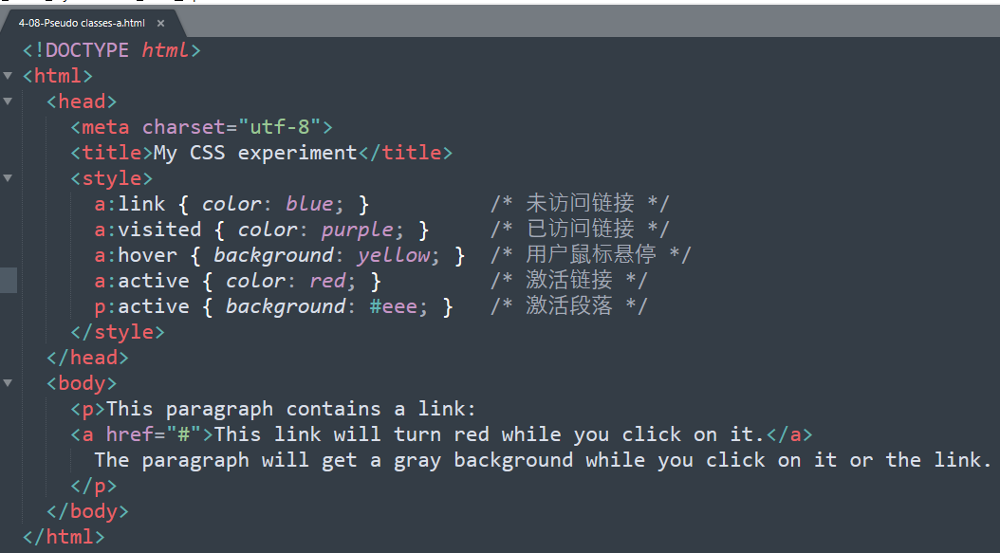 4-08-Pseudo classes-a.html ×
<!DOCTYPE html>
<html>
<head>
<meta charset="utf-8">
<title>My CSS experiment</title>
<style>
a:link { color: blue; } /* 未访问链接 */
a:visited { color: purple; } /* 已访问链接 */
a:hover { background: yellow; } /* 用户鼠标悬停 */
a:active { color: red; } /* 激活链接 */
p:active { background: #eee; } /* 激活段落 */
</style>
</head>
<body>
<p>This paragraph contains a link:
<a href="#">This link will turn red while you click on it.</a>
The paragraph will get a gray background while you click on it or the link.
</p>
</body>
</html>